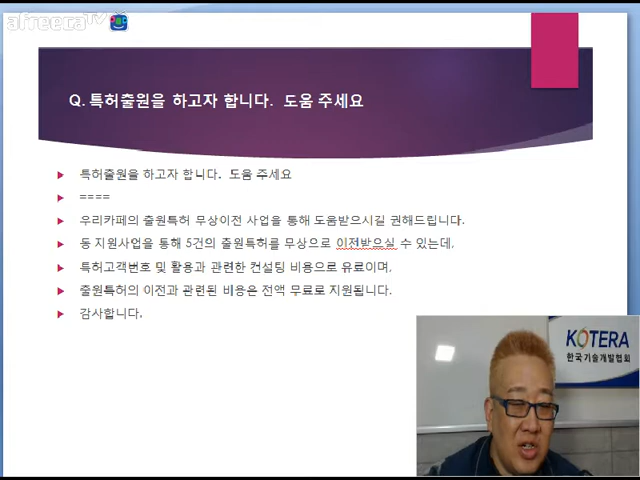 afreecaTV
Q. 특허출원을 하고자 합니다. 도움 주세요
특허출원을 하고자 합니다. 도움 주세요
====
우리카페의 출원특허 무상이전 사업을 통해 도움받으시길 권해드립니다.
동 지원사업을 통해 5건의 출원특허를 무상으로 이전받으실 수 있는데,
특허고객번호 및 활용과 관련한 컨설팅 비용으로 유료이며,
출원특허의 이전과 관련된 비용은 전액 무료로 지원됩니다.
감사합니다.
KOTERA
한국기술개발협회